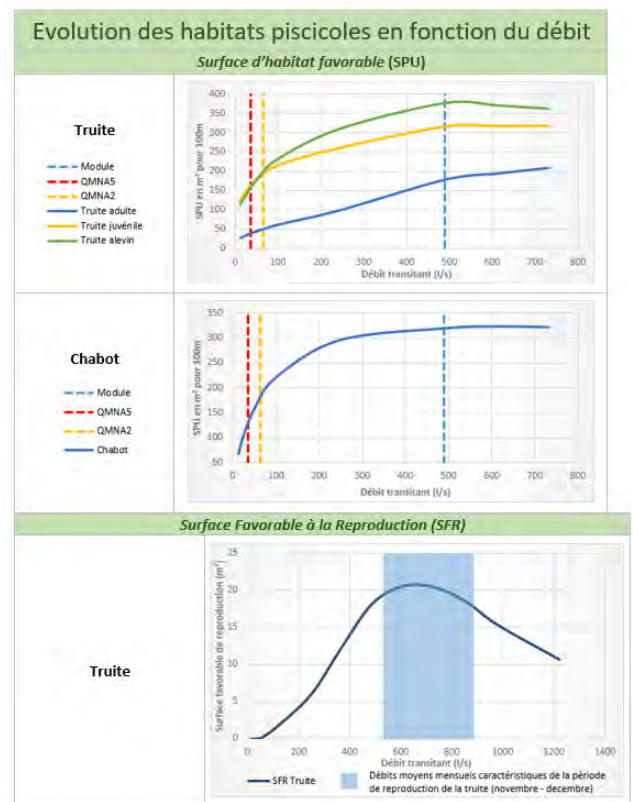 Evolution des habitats piscicoles en fonction du débit
Surface d'habitat favorable (SPU)
Truite
Module
QMNA5
QMNA2
Truite adulte
Truite juvénile
Truite alevin
SPU en m² pour 100m
400
350
300
250
200
150
100
50
0
0 100 200 300 400 500 600 700 800
Débit transitant (l/s)
Chabot
Module
QMNA5
QMNA2
Chabot
SPU en m² pour 100m
350
300
250
200
150
100
50
0 100 200 300 400 500 600 700 800
Débit transitant (l/s)
Surface Favorable à la Reproduction (SFR)
Truite
Surface favorable de reproduction (m²)
25
20
15
10
5
0
0 200 400 600 800 1000 1200 1400
Débit transitant (l/s)
SFR Truite
Débits moyens mensuels caractéristiques de la période
de reproduction de la truite (novembre - decembre)